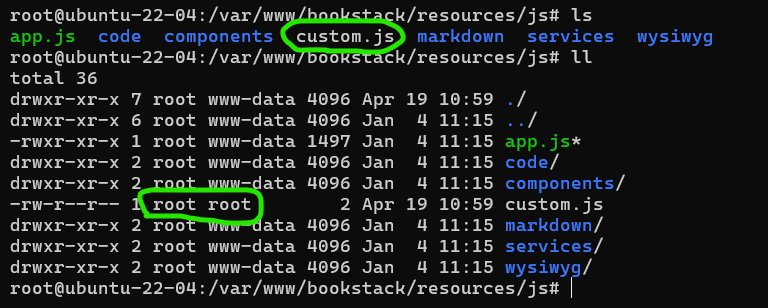 root@ubuntu-22-04:/var/www/bookstack/resources/js# ls
app.js  code  components  custom.js  markdown  services  wysiwyg
root@ubuntu-22-04:/var/www/bookstack/resources/js# ll
total 36
drwxr-xr-x 7 root www-data 4096 Apr 19 10:59 ./
drwxr-xr-x 6 root www-data 4096 Jan  4 11:15 ../
-rwxr-xr-x 1 root www-data 1497 Jan  4 11:15 app.js*
drwxr-xr-x 2 root www-data 4096 Jan  4 11:15 code/
drwxr-xr-x 2 root www-data 4096 Jan  4 11:15 components/
-rw-r--r-- 1 root root        2 Apr 19 10:59 custom.js
drwxr-xr-x 2 root www-data 4096 Jan  4 11:15 markdown/
drwxr-xr-x 2 root www-data 4096 Jan  4 11:15 services/
drwxr-xr-x 2 root www-data 4096 Jan  4 11:15 wysiwyg/
root@ubuntu-22-04:/var/www/bookstack/resources/js#